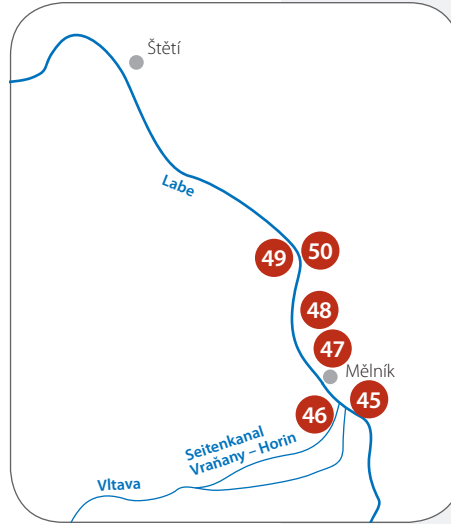 Štětí
Labe
49
50
48
47
Mělník
45
46
Seitenkanal
Vraňany – Horin
Vltava